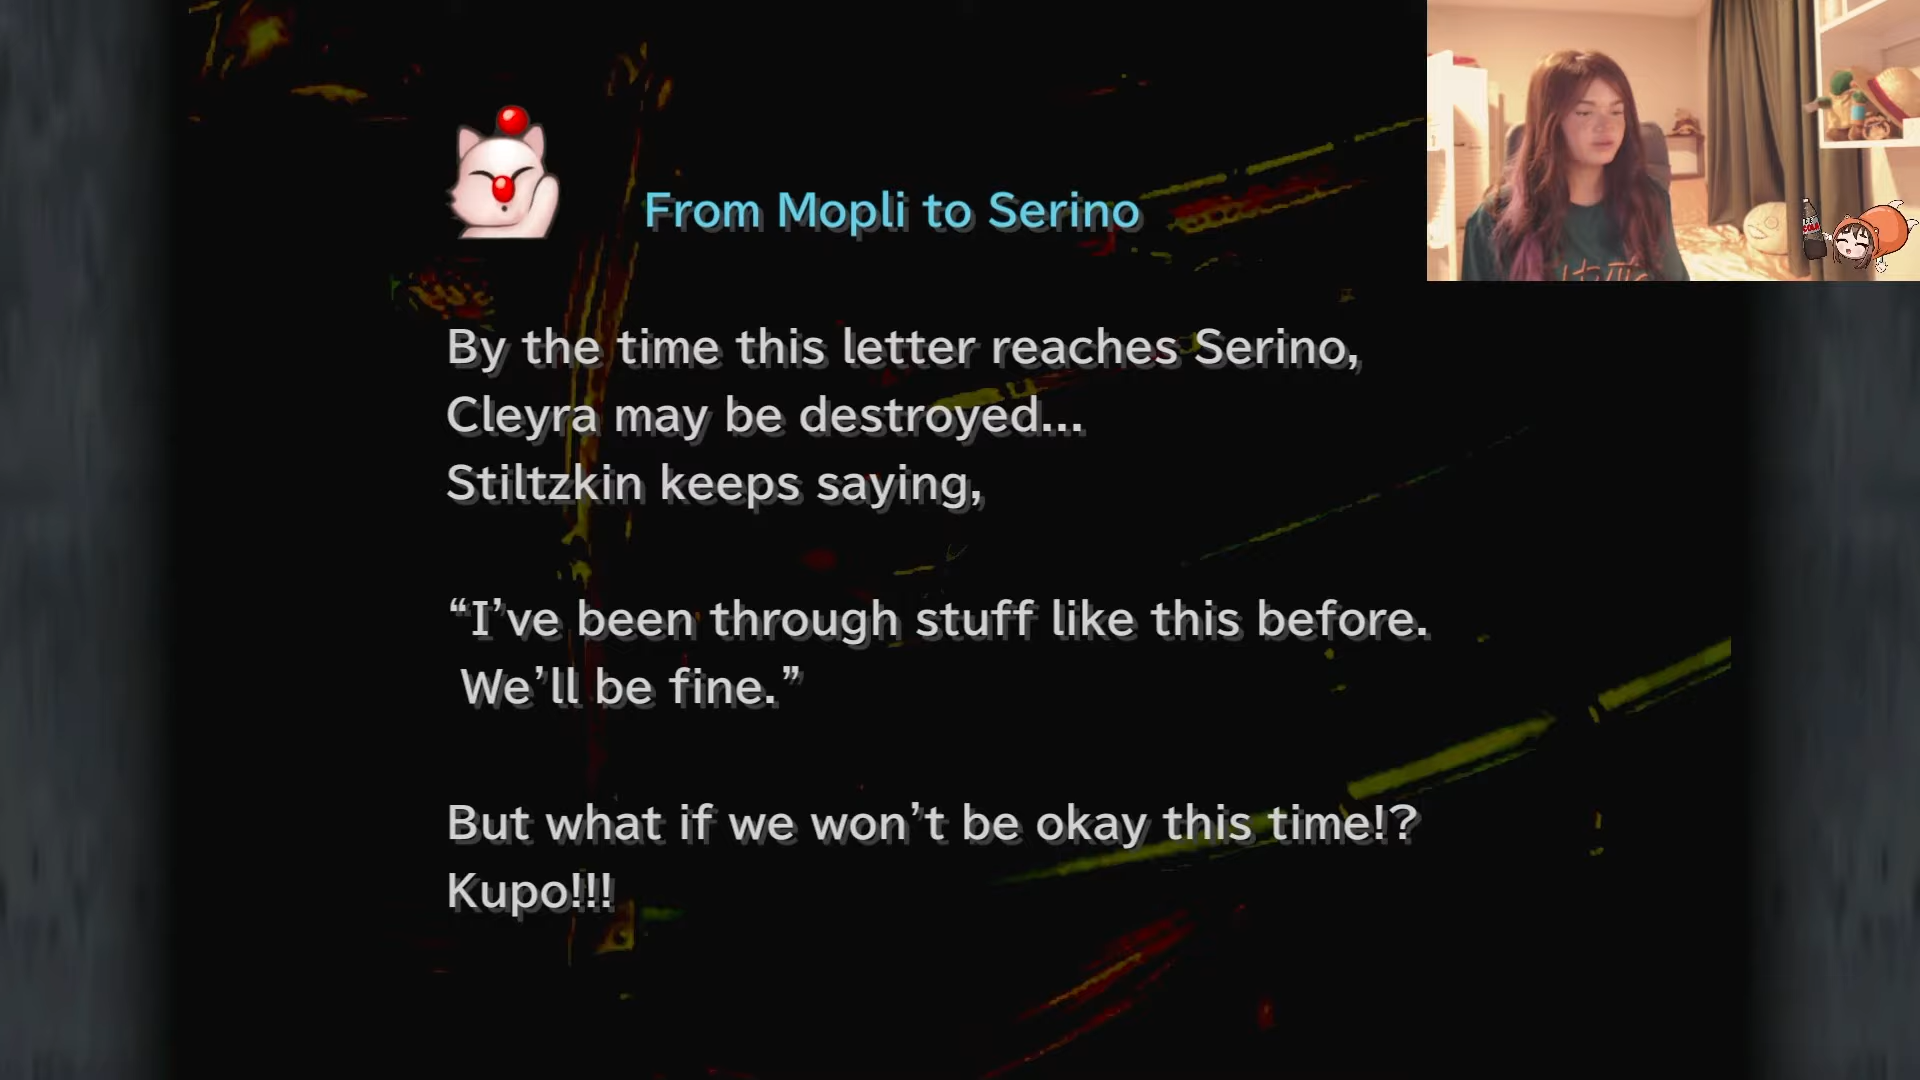 From Mopli to Serino
By the time this letter reaches Serino,
Cleyra may be destroyed...
Stiltzkin keeps saying,
“I’ve been through stuff like this before.
We’ll be fine.”
But what if we won’t be okay this time!?
Kupo!!!